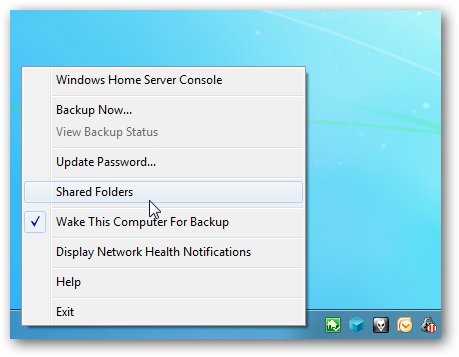 Windows Home Server Console
Backup Now...
View Backup Status
Update Password...
Shared Folders
Wake This Computer For Backup
Display Network Health Notifications
Help
Exit